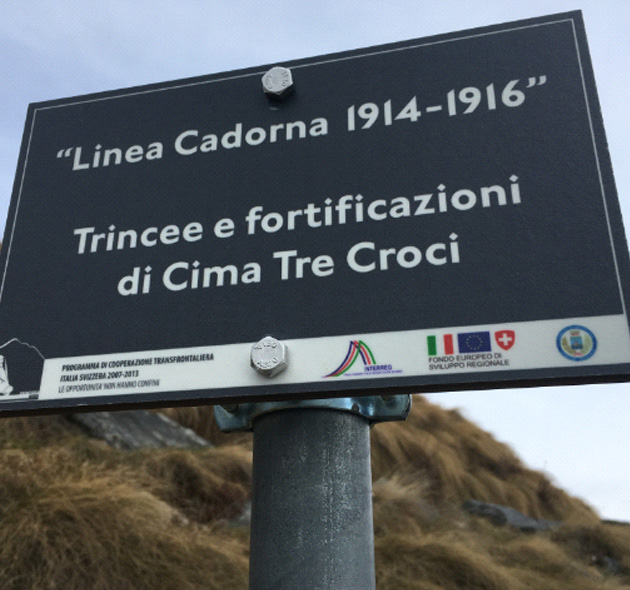 “Linea Cadorna 1914-1916”
Trincee e fortificazioni
di Cima Tre Croci
PROGRAMMA DI COOPERAZIONE TRANSFRONTALIERA
ITALIA SVIZZERA 2007-2013
LE OPPORTUNITA' NON HANNO CONFINI
INTERREG
FONDO EUROPEO DI
SVILUPPO REGIONALE